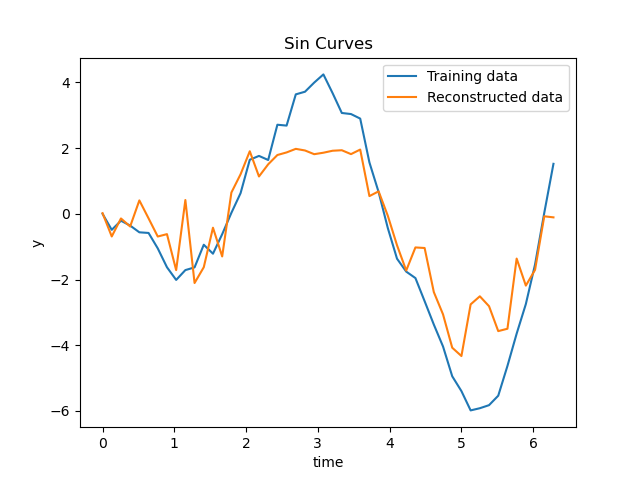 Sin Curves
Training data
Reconstructed data
4
2
0
−2
−4
−6
y
0 1 2 3 4 5 6
time